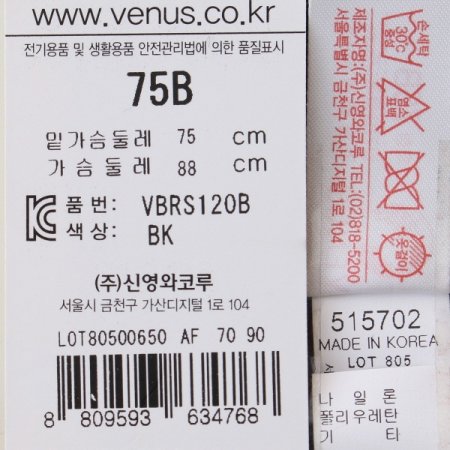 www.venus.co.kr
전기용품 및 생활용품 안전관리법에 의한 품질표시
75B
밑가슴둘레 75 cm
가슴둘레 88 cm
품 번: VBRS120B
색 상: BK
(주)신영와코루
서울시 금천구 가산디지털 1로 104
LOT80500650 AF 70 90
8 809593 634768
제조자명:(주)신영와코루 TEL:(02)818-5200
서울특별시 금천구 가산디지털 1로 104
손세탁
30℃
중성
염소
표백
옷걸이
515702
MADE IN KOREA
LOT 805
나 일 론
폴리우레탄
기 타